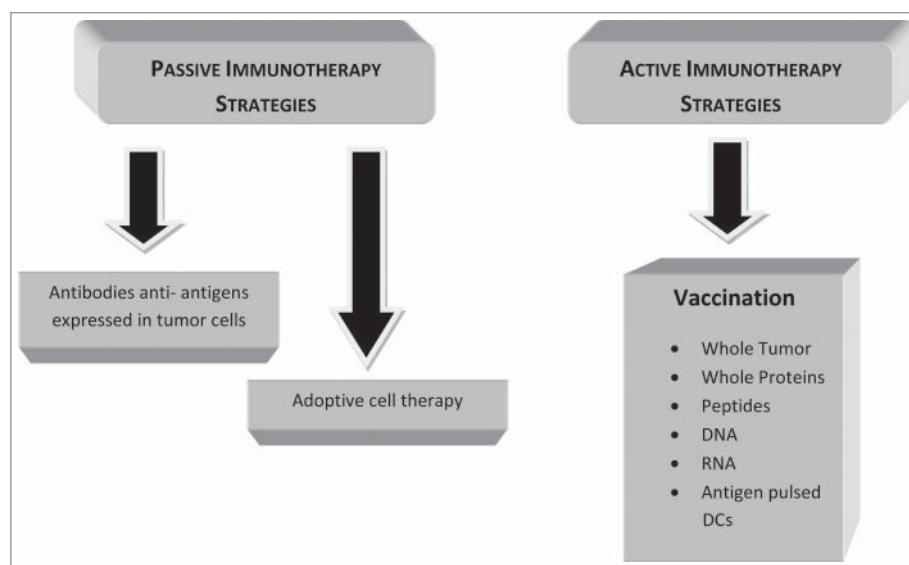 PASSIVE IMMUNOTHERAPY
STRATEGIES
ACTIVE IMMUNOTHERAPY
STRATEGIES
Antibodies anti- antigens
expressed in tumor cells
Adoptive cell therapy
Vaccination
• Whole Tumor
• Whole Proteins
• Peptides
• DNA
• RNA
• Antigen pulsed
DCs